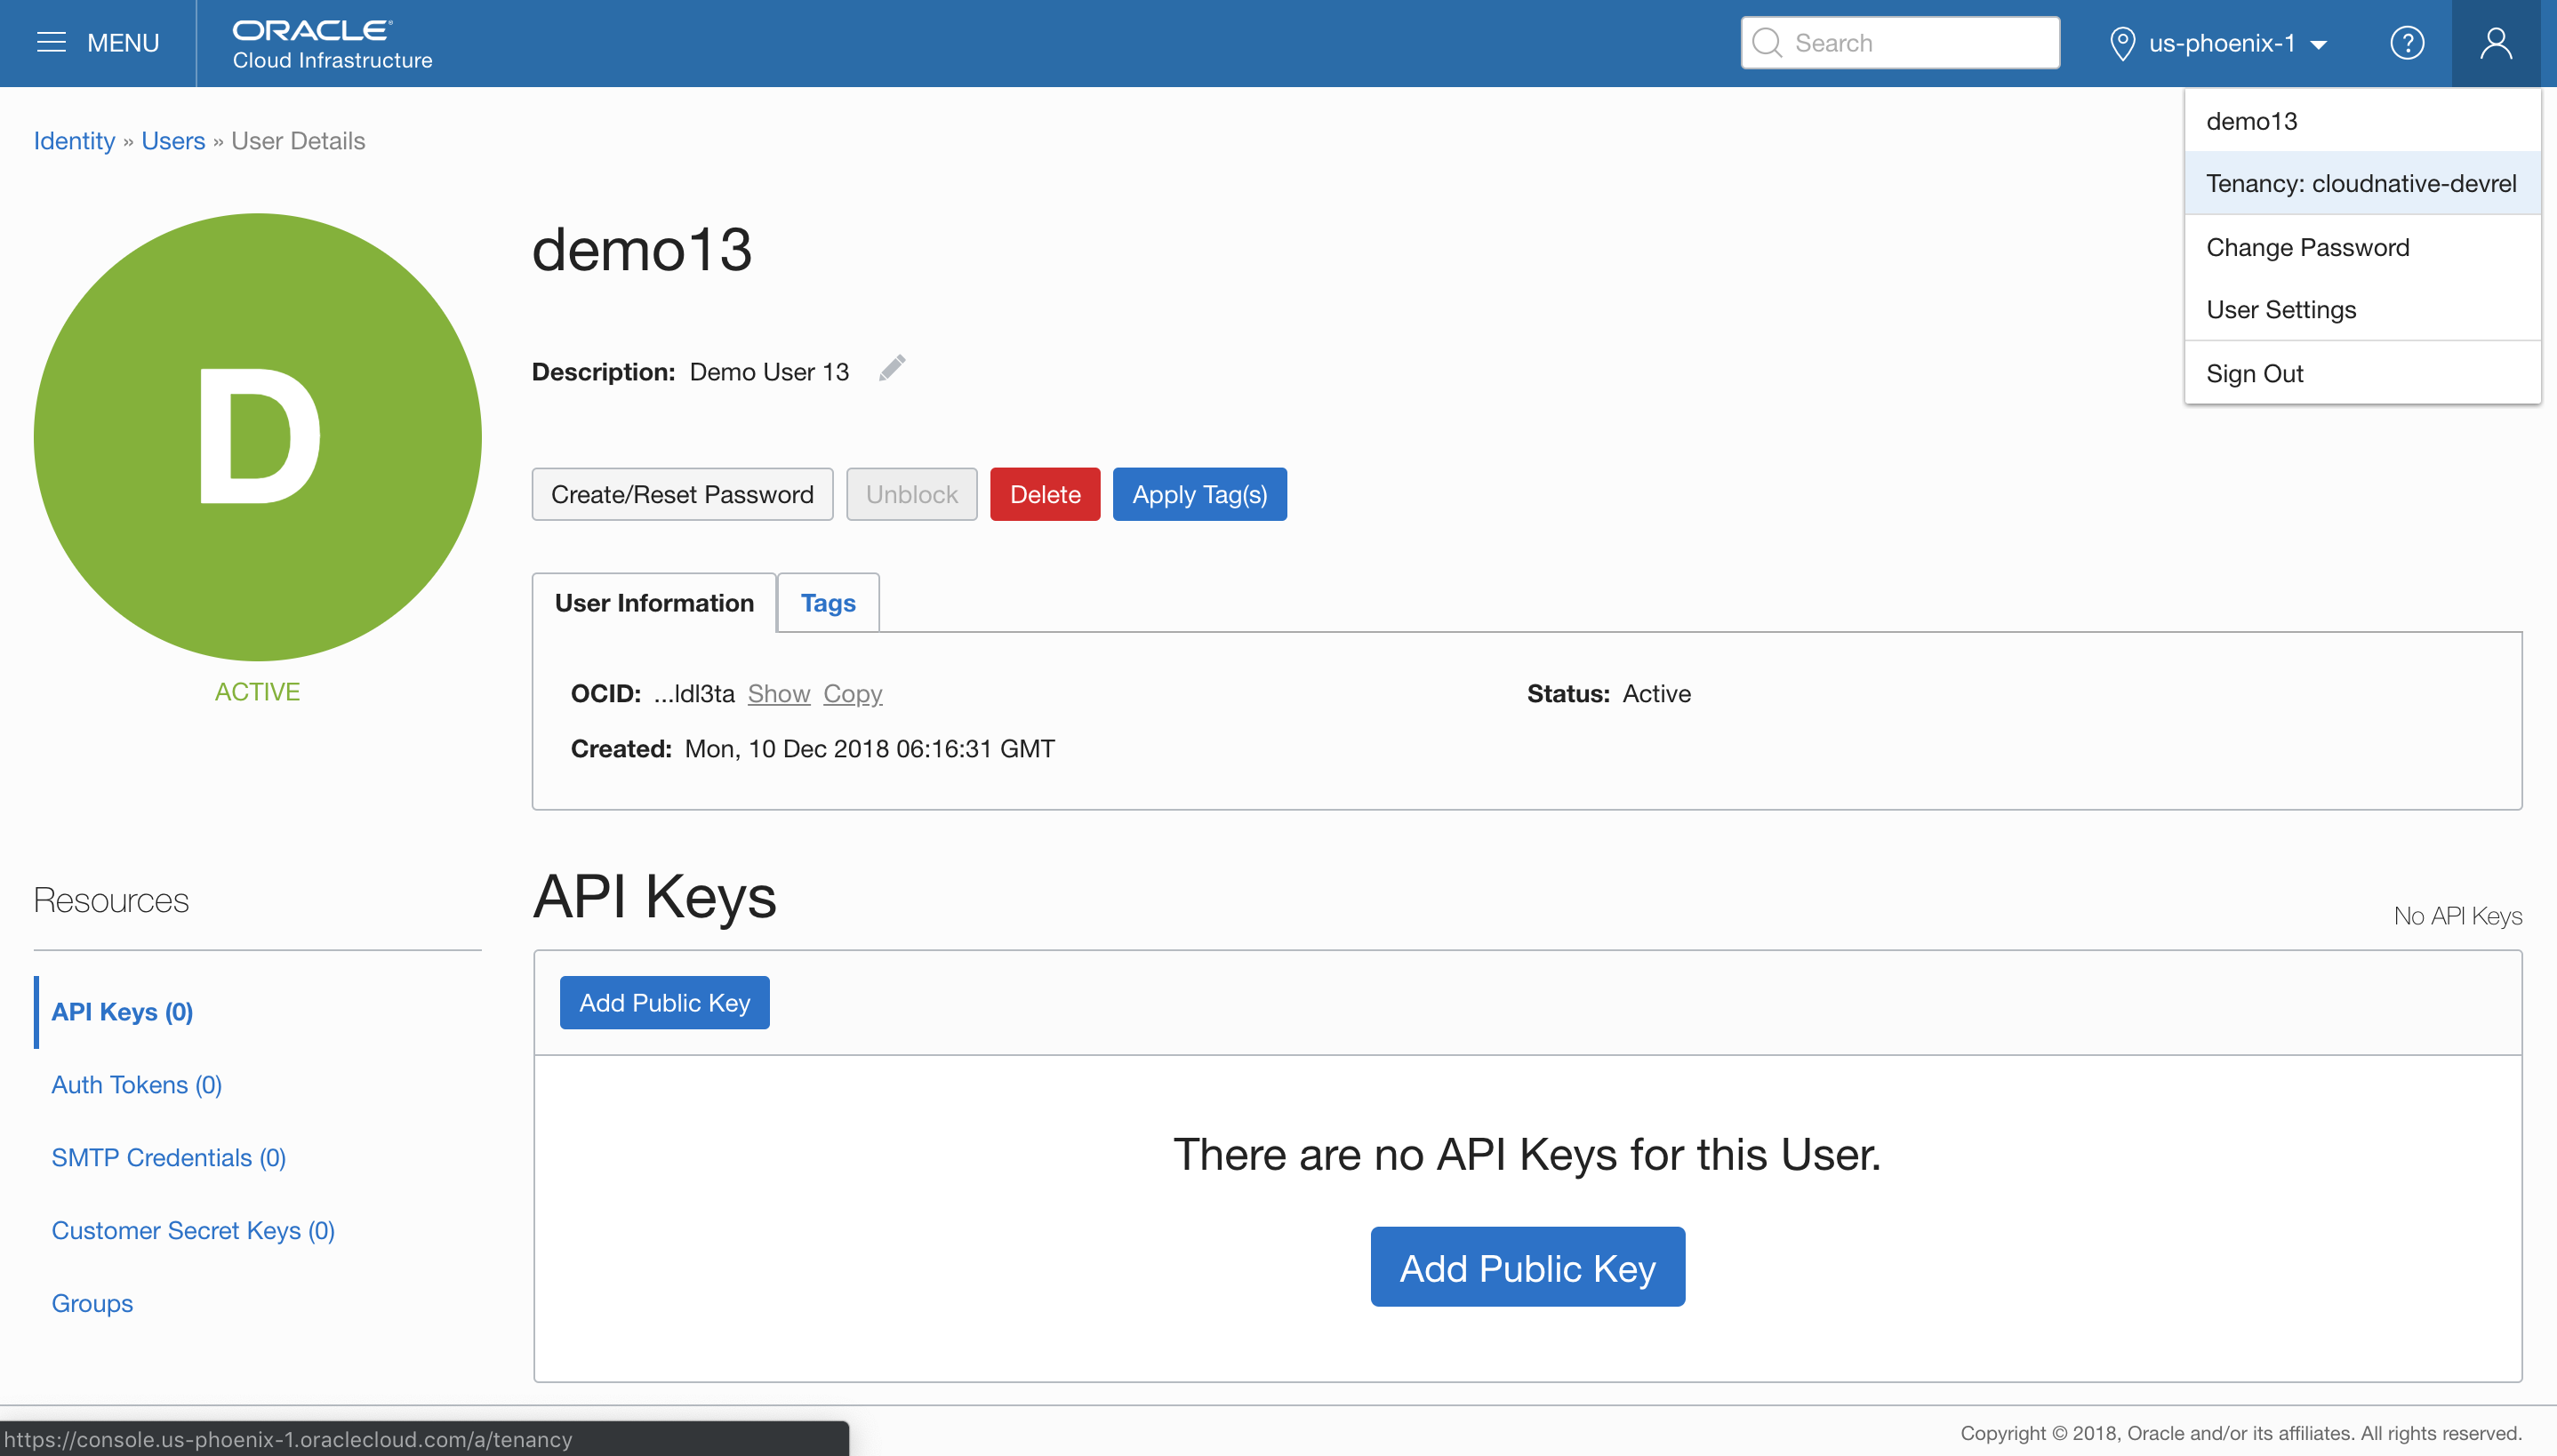 MENU
ORACLE®
Cloud Infrastructure
Search
us-phoenix-1
?
demo13
Tenancy: cloudnative-devrel
Change Password
User Settings
Sign Out
Identity » Users » User Details
D
ACTIVE
demo13
Description: Demo User 13
Create/Reset Password Unblock Delete Apply Tag(s)
User Information Tags
OCID: ...ldl3ta Show Copy Status: Active
Created: Mon, 10 Dec 2018 06:16:31 GMT
Resources
API Keys (0)
Auth Tokens (0)
SMTP Credentials (0)
Customer Secret Keys (0)
Groups
API Keys
No API Keys
Add Public Key
There are no API Keys for this User.
Add Public Key
https://console.us-phoenix-1.oraclecloud.com/a/tenancy
Copyright © 2018, Oracle and/or its affiliates. All rights reserved.